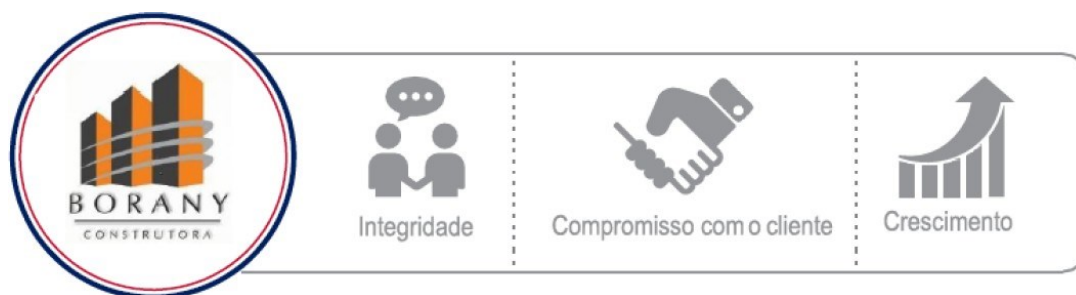 BORANY
CONSTRUTORA
Integridade
Compromisso com o cliente
Crescimento